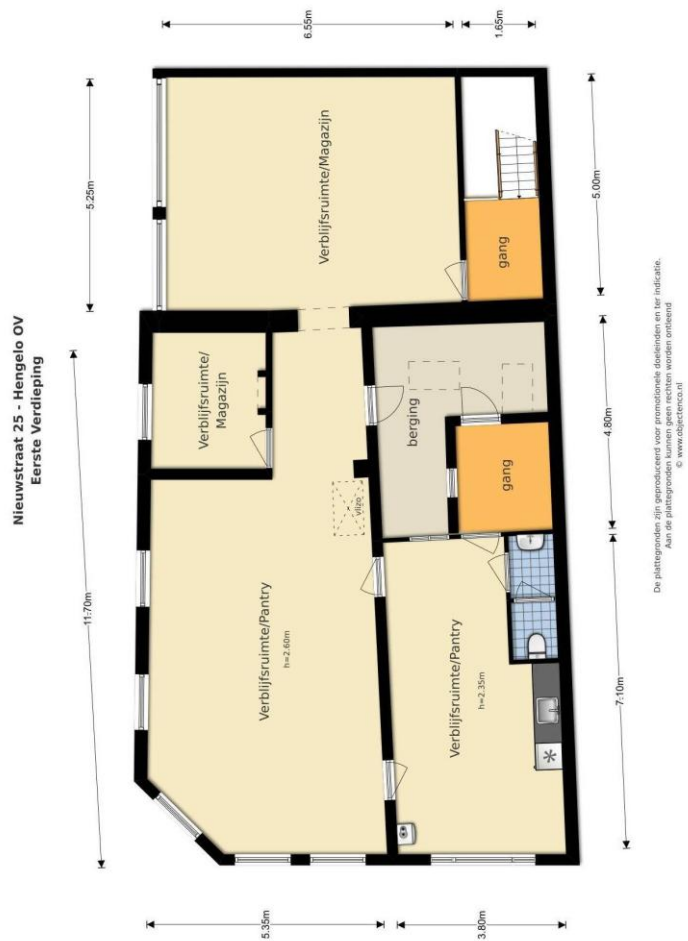 Nieuwstraat 25 - Hengelo OV
Eerste Verdieping
11.70m
5.25m
6.55m
1.65m
5.00m
4.80m
7.10m
5.35m
3.80m
Verblijfsruimte/
Magazijn
Verblijfsruimte/Magazijn
gang
berging
gang
vlizo
Verblijfsruimte/Pantry
h=2.60m
Verblijfsruimte/Pantry
h=2.35m
De plattegronden zijn geproduceerd voor promotionele doeleinden en ter indicatie.
Aan de plattegronden kunnen geen rechten worden ontleend
© www.objectenco.nl